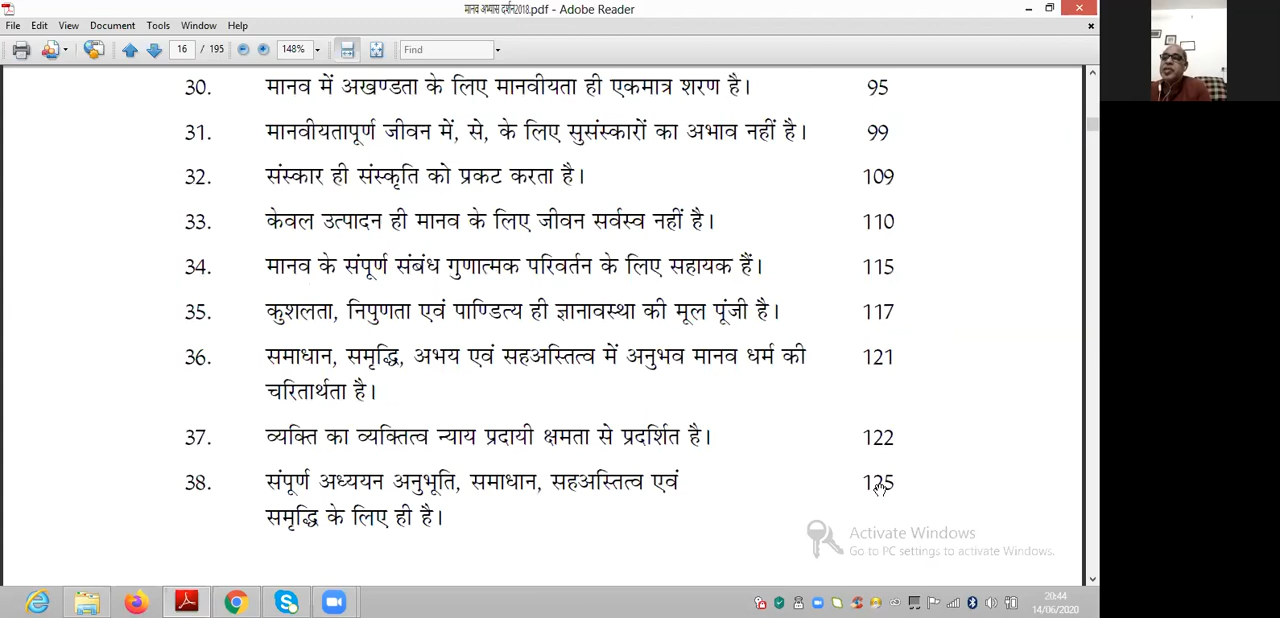 मानव अभ्यास दर्शन2018.pdf - Adobe Reader
File Edit View Document Tools Window Help
16 / 195 148% Find
30. मानव में अखण्डता के लिए मानवीयता ही एकमात्र शरण है। 95
31. मानवीयतापूर्ण जीवन में, से, के लिए सुसंस्कारों का अभाव नहीं है। 99
32. संस्कार ही संस्कृति को प्रकट करता है। 109
33. केवल उत्पादन ही मानव के लिए जीवन सर्वस्व नहीं है। 110
34. मानव के संपूर्ण संबंध गुणात्मक परिवर्तन के लिए सहायक हैं। 115
35. कुशलता, निपुणता एवं पाण्डित्य ही ज्ञानावस्था की मूल पूंजी है। 117
36. समाधान, समृद्धि, अभय एवं सहअस्तित्व में अनुभव मानव धर्म की 121
चरितार्थता है।
37. व्यक्ति का व्यक्तित्व न्याय प्रदायी क्षमता से प्रदर्शित है। 122
38. संपूर्ण अध्ययन अनुभूति, समाधान, सहअस्तित्व एवं 125
समृद्धि के लिए ही है।
Activate Windows
Go to PC settings to activate Windows.
20:44
14/06/2020